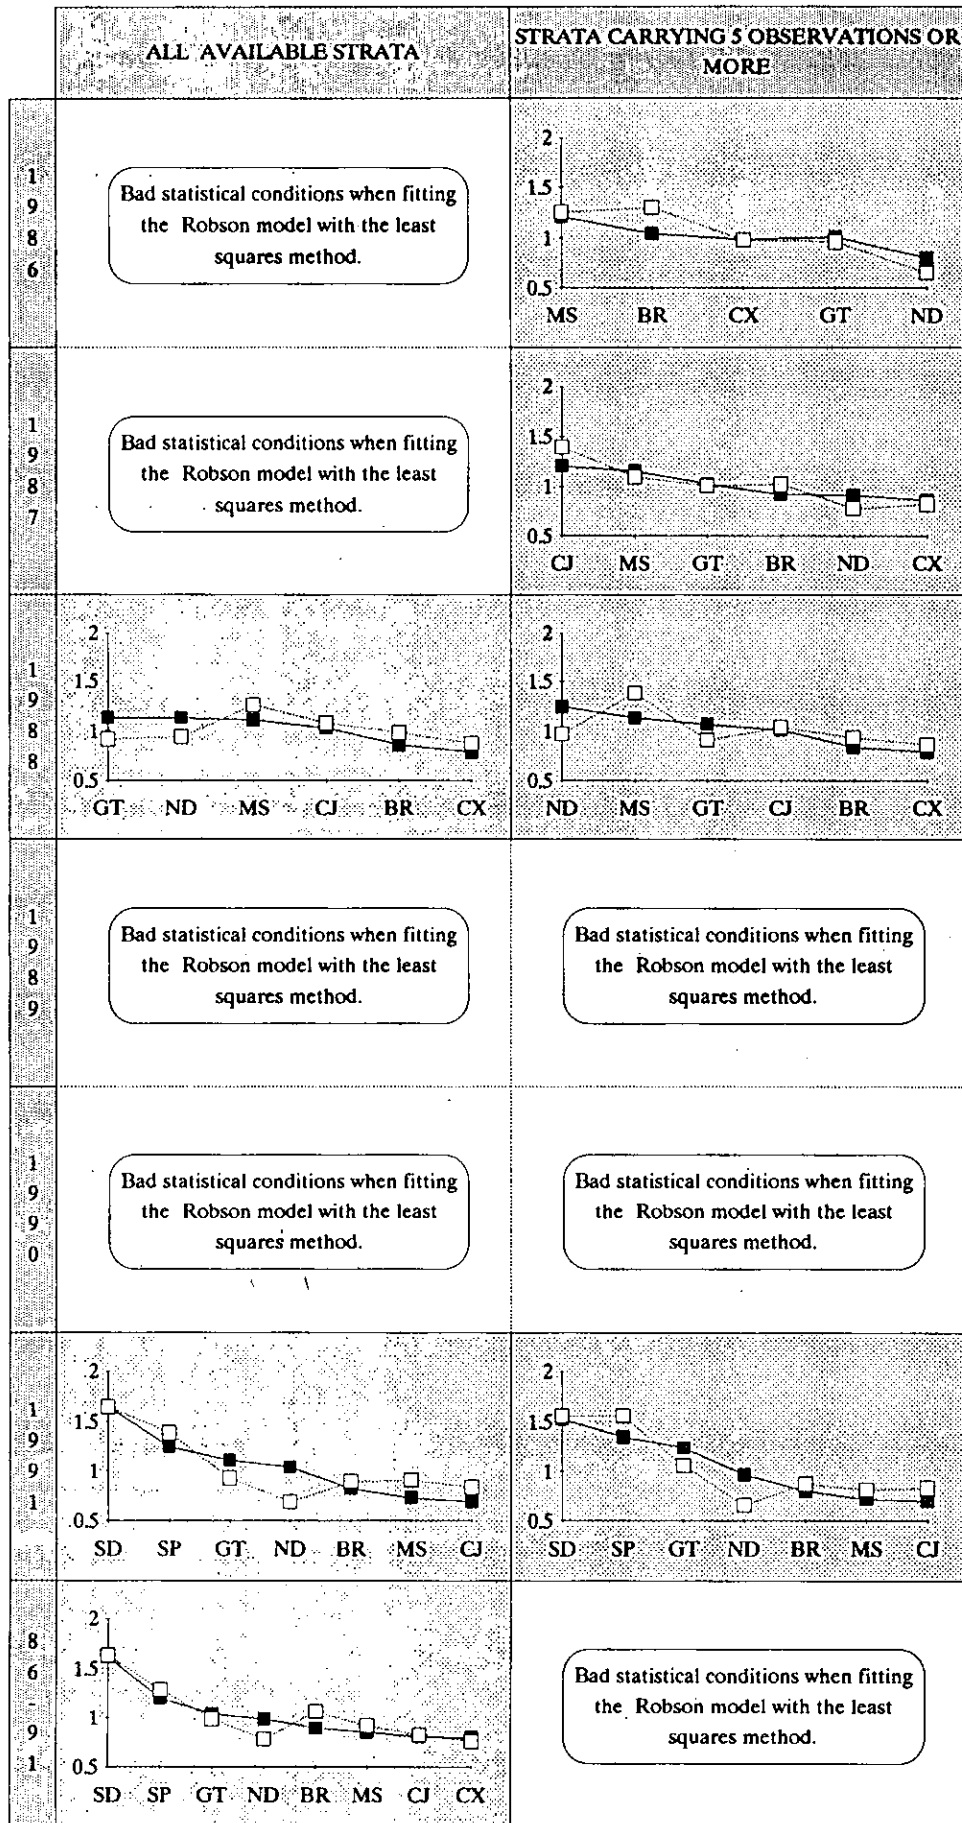 ALL AVAILABLE STRATA
STRATA CARRYING 5 OBSERVATIONS OR
MORE
1
9
8
6
Bad statistical conditions when fitting
the Robson model with the least
squares method.
2
1.5
1
0.5
MS BR CX GT ND
1
9
8
7
Bad statistical conditions when fitting
the Robson model with the least
squares method.
2
1.5
1
0.5
CJ MS GT BR ND CX
1
9
8
8
2
1.5
1
0.5
GT ND MS CJ BR CX
2
1.5
1
0.5
ND MS GT CJ BR CX
1
9
8
9
Bad statistical conditions when fitting
the Robson model with the least
squares method.
Bad statistical conditions when fitting
the Robson model with the least
squares method.
1
9
9
0
Bad statistical conditions when fitting
the Robson model with the least
squares method.
Bad statistical conditions when fitting
the Robson model with the least
squares method.
1
9
9
1
2
1.5
1
0.5
SD SP GT ND BR MS CJ
2
1.5
1
0.5
SD SP GT ND BR MS CJ
8
6
-
9
1
2
1.5
1
0.5
SD SP GT ND BR MS CJ CX
Bad statistical conditions when fitting
the Robson model with the least
squares method.